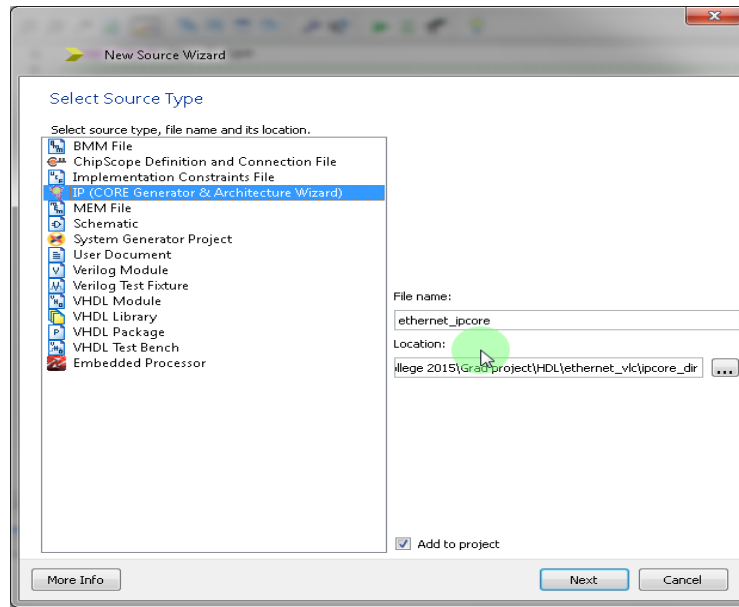 New Source Wizard
Select Source Type
Select source type, file name and its location.
BMM File
ChipScope Definition and Connection File
Implementation Constraints File
IP (CORE Generator & Architecture Wizard)
MEM File
Schematic
System Generator Project
User Document
Verilog Module
Verilog Test Fixture
VHDL Module
VHDL Library
VHDL Package
VHDL Test Bench
Embedded Processor
File name:
ethernet_ipcore
Location:
llege 2015\Grad project\HDL\ethernet_vlc\ipcore_dir
...
Add to project
More Info
Next
Cancel